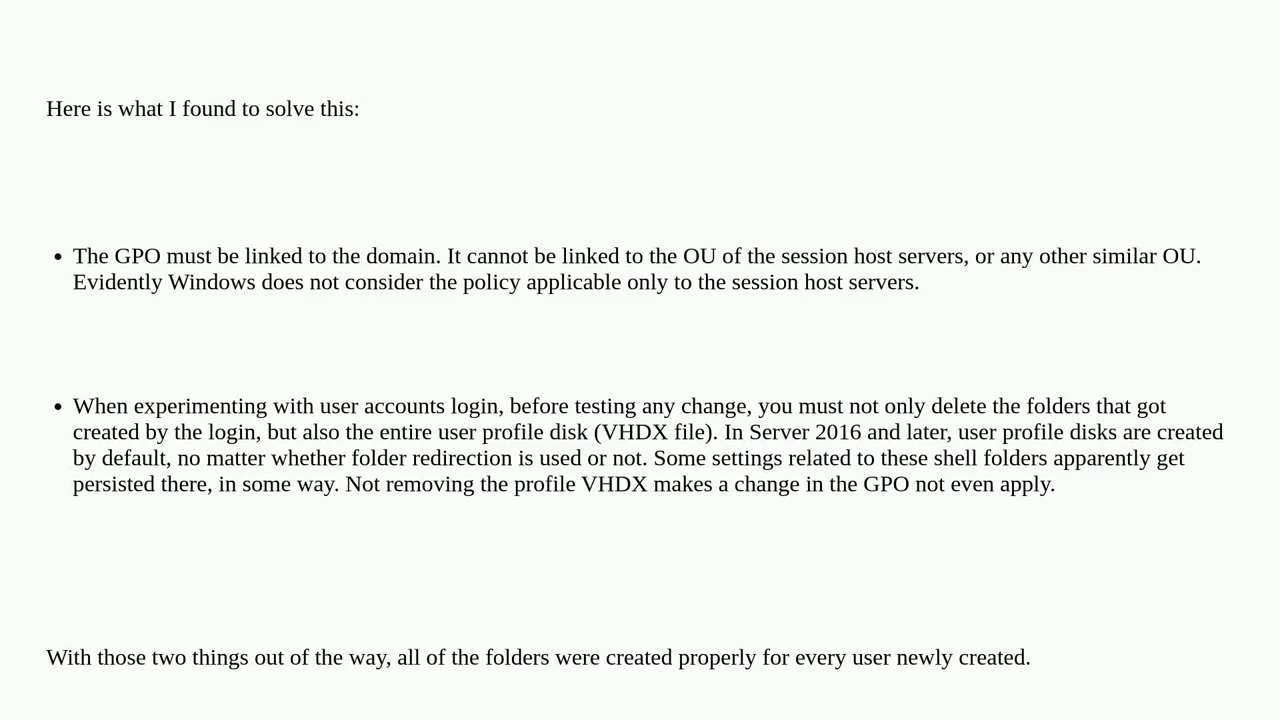 Here is what I found to solve this:
• The GPO must be linked to the domain. It cannot be linked to the OU of the session host servers, or any other similar OU.
Evidently Windows does not consider the policy applicable only to the session host servers.
• When experimenting with user accounts login, before testing any change, you must not only delete the folders that got
created by the login, but also the entire user profile disk (VHDX file). In Server 2016 and later, user profile disks are created
by default, no matter whether folder redirection is used or not. Some settings related to these shell folders apparently get
persisted there, in some way. Not removing the profile VHDX makes a change in the GPO not even apply.
With those two things out of the way, all of the folders were created properly for every user newly created.